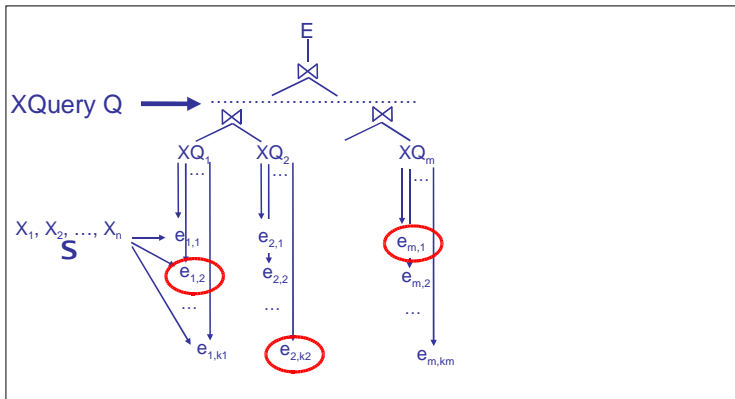 E
XQuery Q
XQ₁ XQ₂ XQₘ
... ... ...
X₁, X₂, ..., Xₙ
S
e₁,₁ e₂,₁ eₘ,₁
e₁,₂ e₂,₂ eₘ,₂
... ... ...
e₁,ₖ₁ e₂,ₖ₂ eₘ,ₖₘ